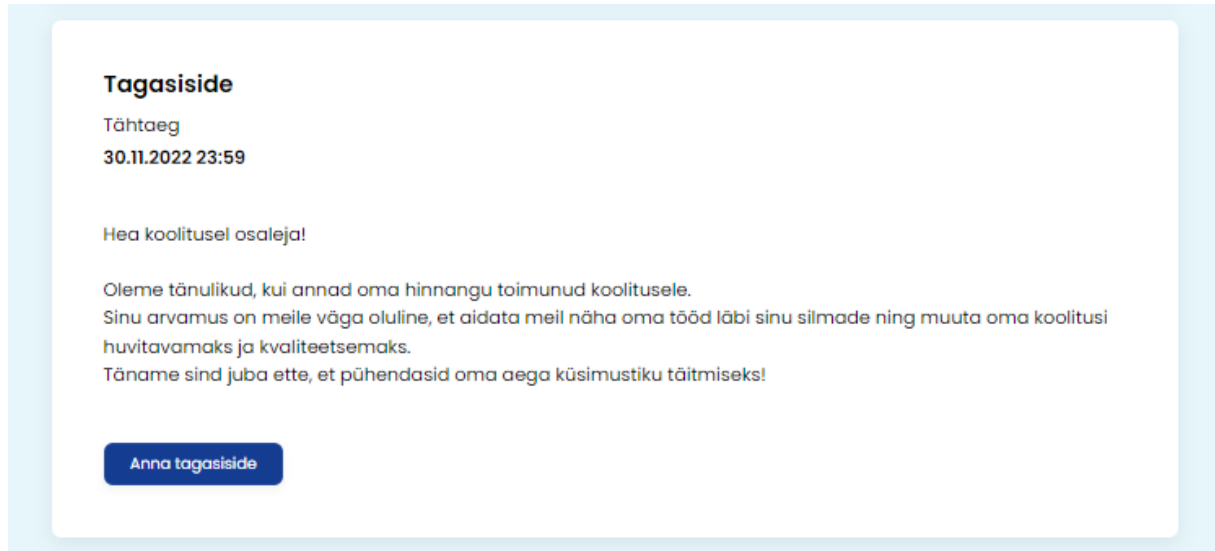 Tagasiside
Tähtaeg
30.11.2022 23:59
Hea koolitusel osaleja!
Oleme tänulikud, kui annad oma hinnangu toimunud koolitusele.
Sinu arvamus on meile väga oluline, et aidata meil näha oma tööd läbi sinu silmade ning muuta oma koolitusi
huvitavamaks ja kvaliteetsemaks.
Täname sind juba ette, et pühendasid oma aega küsimustiku täitmiseks!
Anna tagasiside